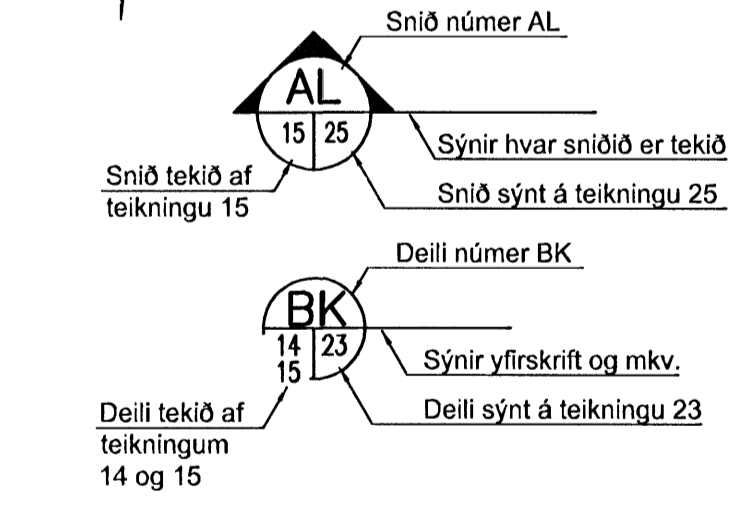 Snið númer AL
AL
15 25
Sýnir hvar sniðið er tekið
Snið tekið af
teikningu 15
Snið sýnt á teikningu 25
Deili númer BK
BK
14 23
15
Sýnir yfirskrift og mkv.
Deili sýnt á teikningu 23
Deili tekið af
teikningum
14 og 15